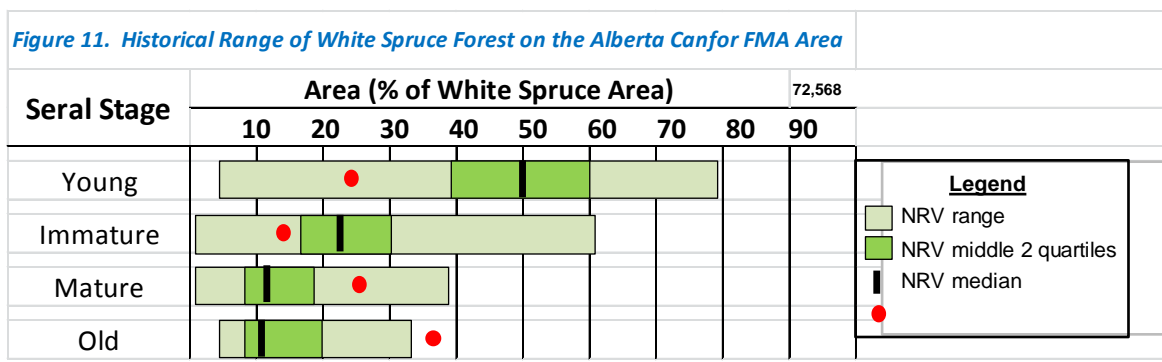 Figure 11. Historical Range of White Spruce Forest on the Alberta Canfor FMA Area
Seral Stage
Area (% of White Spruce Area)
72,568
10 20 30 40 50 60 70 80 90
Young
Immature
Mature
Old
Legend
NRV range
NRV middle 2 quartiles
NRV median